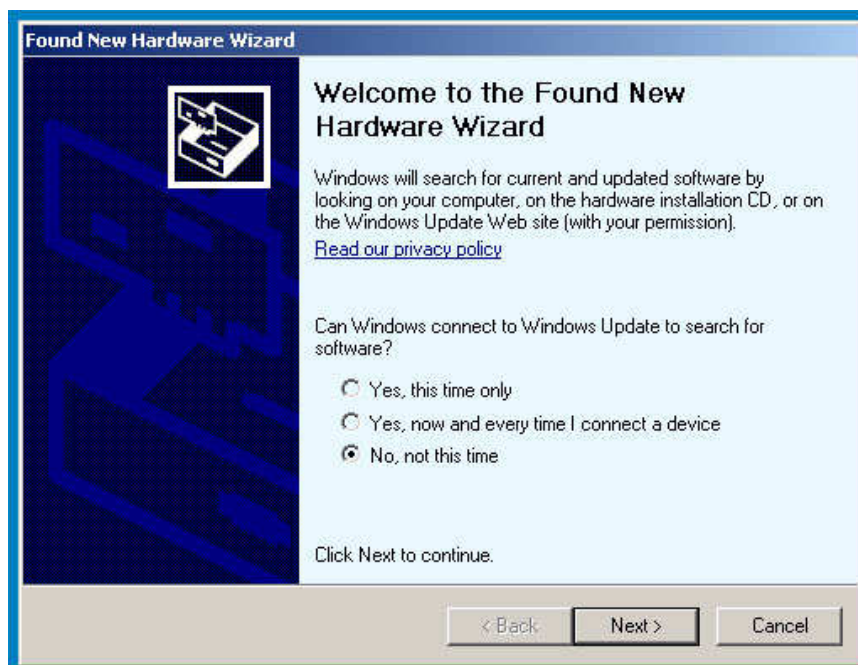 Found New Hardware Wizard
Welcome to the Found New
Hardware Wizard
Windows will search for current and updated software by
looking on your computer, on the hardware installation CD, or on
the Windows Update Web site (with your permission).
Read our privacy policy
Can Windows connect to Windows Update to search for
software?
Yes, this time only
Yes, now and every time I connect a device
No, not this time
Click Next to continue.
< Back
Next >
Cancel